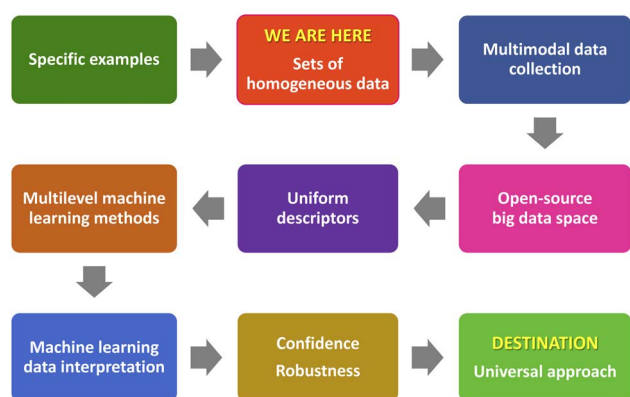 Specific examples
WE ARE HERE
Sets of
homogeneous data
Multimodal data
collection
Multilevel machine
learning methods
Uniform
descriptors
Open-source
big data space
Machine learning
data interpretation
Confidence
Robustness
DESTINATION
Universal approach